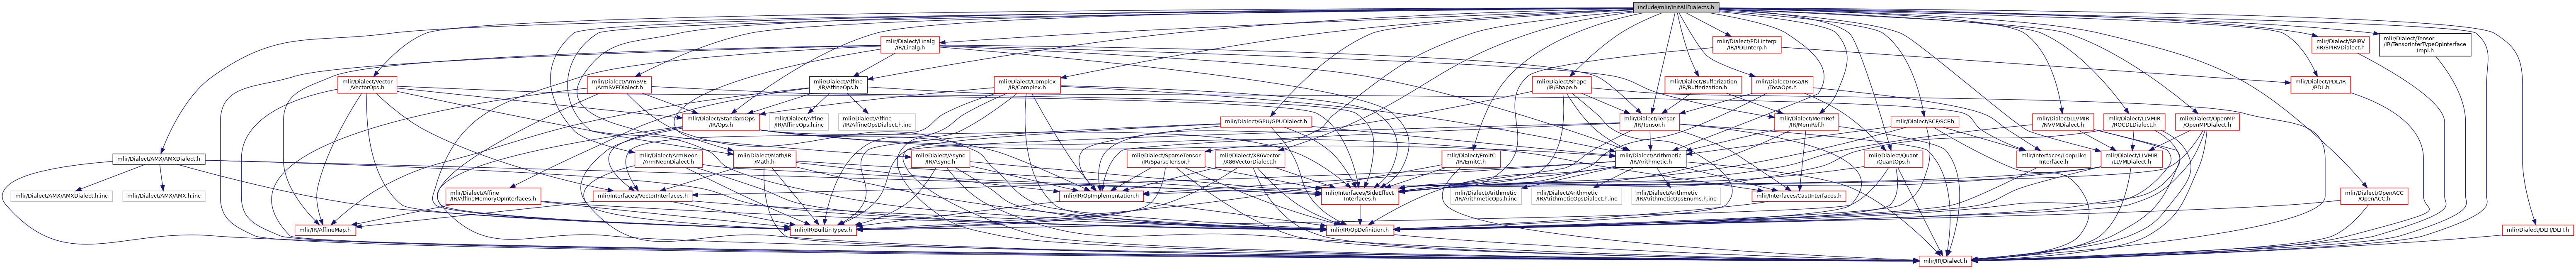 include/mlir/InitAllDialects.h
mlir/Dialect/Linalg
/IR/Linalg.h
mlir/Dialect/PDLInterp
/IR/PDLInterp.h
mlir/Dialect/SPIRV
/IR/SPIRVDialect.h
mlir/Dialect/Tensor
/IR/TensorInferTypeOpInterface
Impl.h
mlir/Dialect/Vector
/VectorOps.h
mlir/Dialect/ArmSVE
/ArmSVEDialect.h
mlir/Dialect/Affine
/IR/AffineOps.h
mlir/Dialect/Complex
/IR/Complex.h
mlir/Dialect/Shape
/IR/Shape.h
mlir/Dialect/Bufferization
/IR/Bufferization.h
mlir/Dialect/Tosa/IR
/TosaOps.h
mlir/Dialect/PDL/IR
/PDL.h
mlir/Dialect/StandardOps
/IR/Ops.h
mlir/Dialect/Affine
/IR/AffineOps.h.inc
mlir/Dialect/Affine
/IR/AffineOpsDialect.h.inc
mlir/Dialect/GPU/GPUDialect.h
mlir/Dialect/Tensor
/IR/Tensor.h
mlir/Dialect/MemRef
/IR/MemRef.h
mlir/Dialect/SCF/SCF.h
mlir/Dialect/LLVMIR
/NVVMDialect.h
mlir/Dialect/LLVMIR
/ROCDLDialect.h
mlir/Dialect/OpenMP
/OpenMPDialect.h
mlir/Dialect/AMX/AMXDialect.h
mlir/Dialect/ArmNeon
/ArmNeonDialect.h
mlir/Dialect/Math/IR
/Math.h
mlir/Dialect/Async
/IR/Async.h
mlir/Dialect/SparseTensor
/IR/SparseTensor.h
mlir/Dialect/X86Vector
/X86VectorDialect.h
mlir/Dialect/EmitC
/IR/EmitC.h
mlir/Dialect/Arithmetic
/IR/Arithmetic.h
mlir/Dialect/Quant
/QuantOps.h
mlir/Interfaces/LoopLike
Interface.h
mlir/Dialect/LLVMIR
/LLVMDialect.h
mlir/Dialect/AMX/AMXDialect.h.inc
mlir/Dialect/AMX/AMX.h.inc
mlir/Dialect/Affine
/IR/AffineMemoryOpInterfaces.h
mlir/Interfaces/VectorInterfaces.h
mlir/IR/OpImplementation.h
mlir/Interfaces/SideEffect
Interfaces.h
mlir/Dialect/Arithmetic
/IR/ArithmeticOps.h.inc
mlir/Dialect/Arithmetic
/IR/ArithmeticOpsDialect.h.inc
mlir/Dialect/Arithmetic
/IR/ArithmeticOpsEnums.h.inc
mlir/Interfaces/CastInterfaces.h
mlir/Dialect/OpenACC
/OpenACC.h
mlir/IR/AffineMap.h
mlir/IR/BuiltinTypes.h
mlir/IR/OpDefinition.h
mlir/Dialect/DLTI/DLTI.h
mlir/IR/Dialect.h